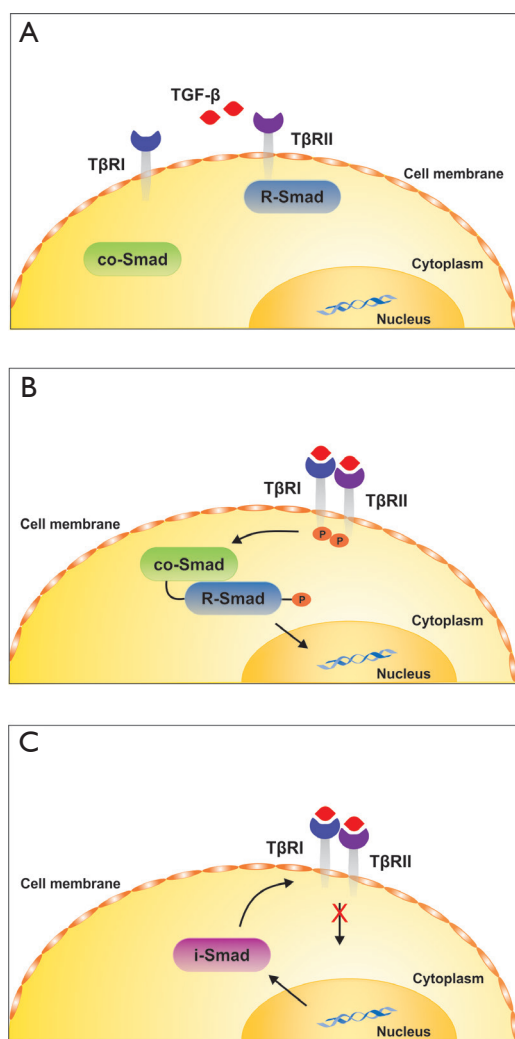 A
TGF-β
TβRI
TβRII
Cell membrane
R-Smad
co-Smad
Cytoplasm
Nucleus
B
TβRI
TβRII
Cell membrane
P
P
co-Smad
R-Smad
P
Cytoplasm
Nucleus
C
TβRI
TβRII
Cell membrane
i-Smad
Cytoplasm
Nucleus